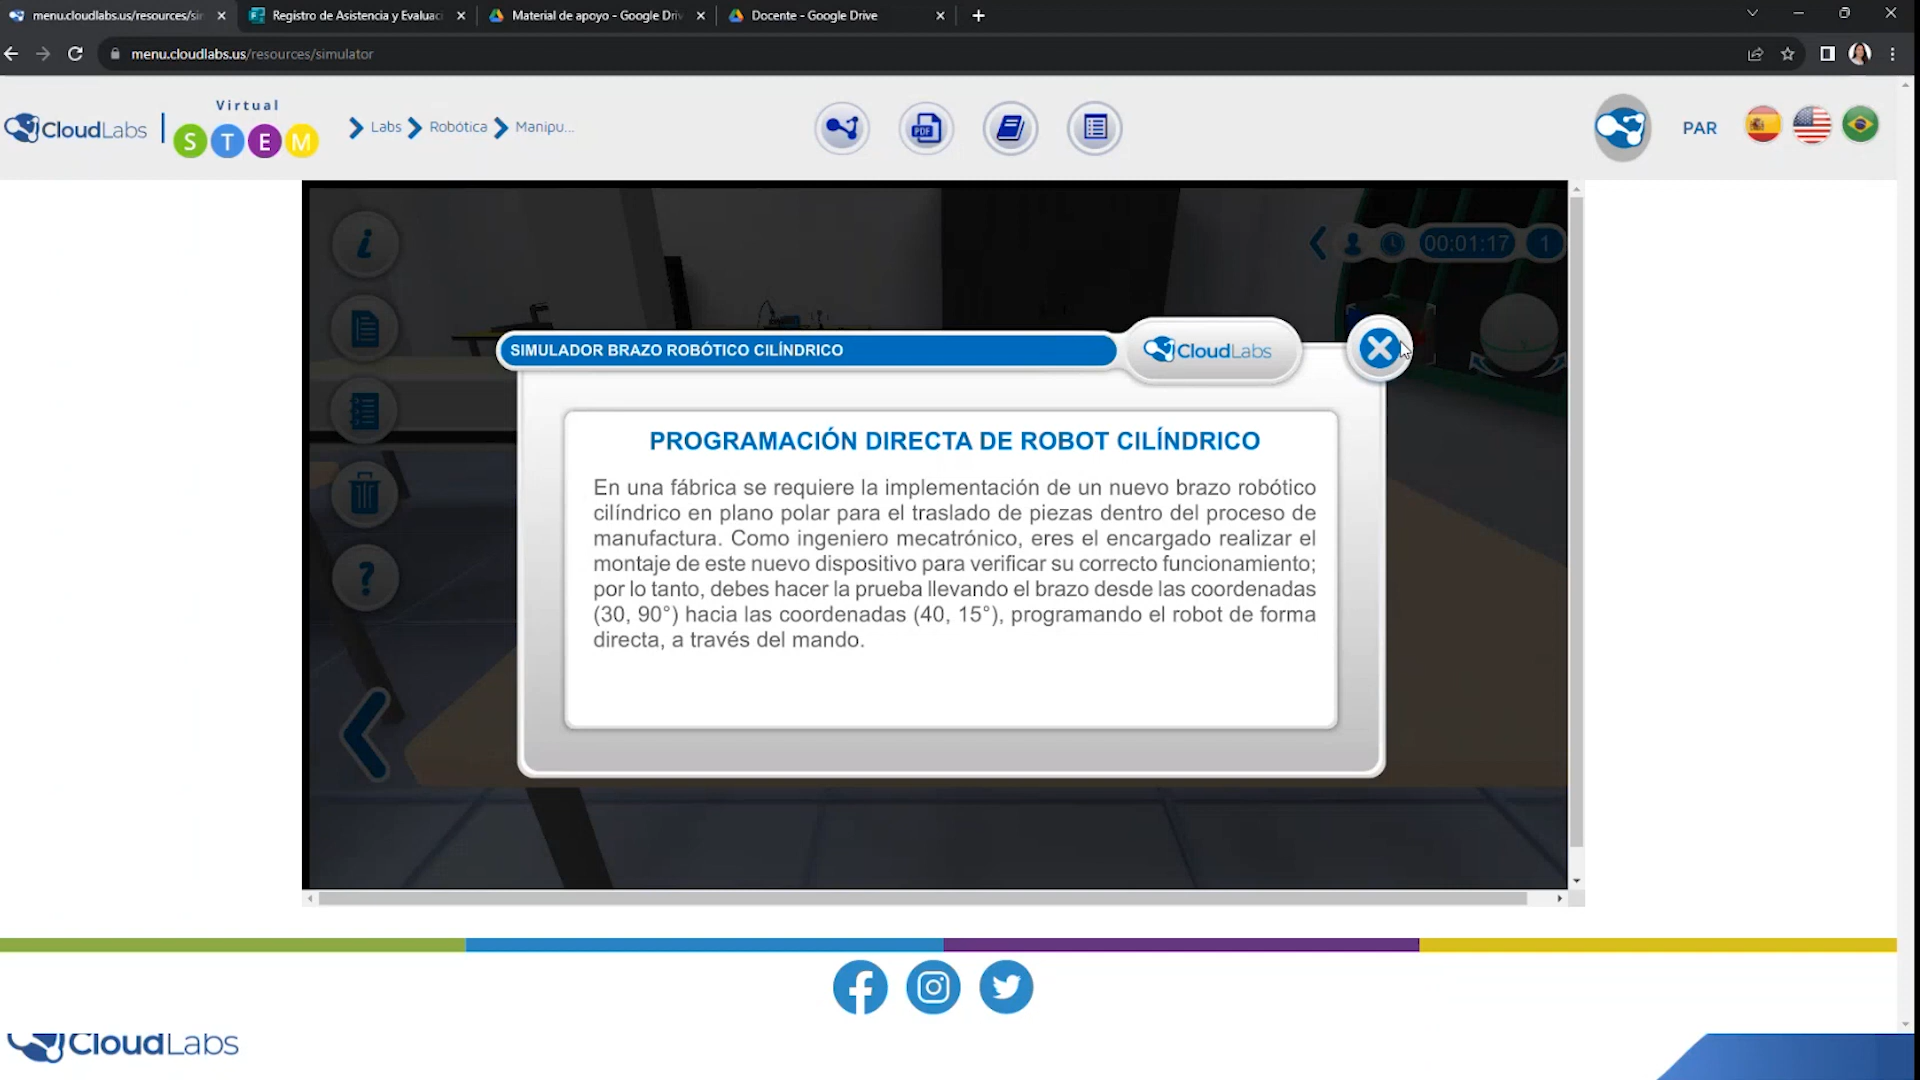 menu.cloudlabs.us/resources/sir
Registro de Asistencia y Evaluac
Material de apoyo - Google Driv
Docente - Google Drive
menu.cloudlabs.us/resources/simulator
CloudLabs
Virtual
STEM
Labs
Robótica
Manipu...
PDF
PAR
00:01:17
1
SIMULADOR BRAZO ROBÓTICO CILÍNDRICO
CloudLabs
PROGRAMACIÓN DIRECTA DE ROBOT CILÍNDRICO
En una fábrica se requiere la implementación de un nuevo brazo robótico
cilíndrico en plano polar para el traslado de piezas dentro del proceso de
manufactura. Como ingeniero mecatrónico, eres el encargado realizar el
montaje de este nuevo dispositivo para verificar su correcto funcionamiento;
por lo tanto, debes hacer la prueba llevando el brazo desde las coordenadas
(30, 90°) hacia las coordenadas (40, 15°), programando el robot de forma
directa, a través del mando.
CloudLabs